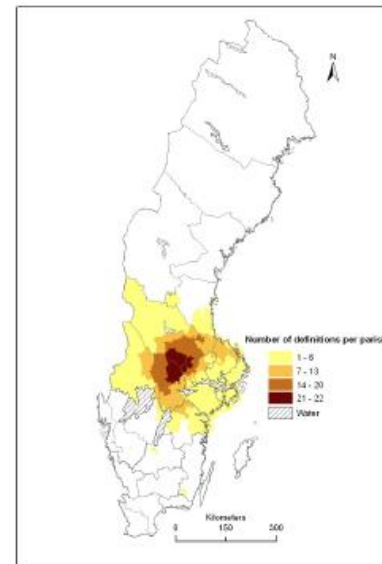 N
Number of definitions per paris
1 - 6
7 - 13
14 - 20
21 - 22
Water
Kilometers
0 150 300